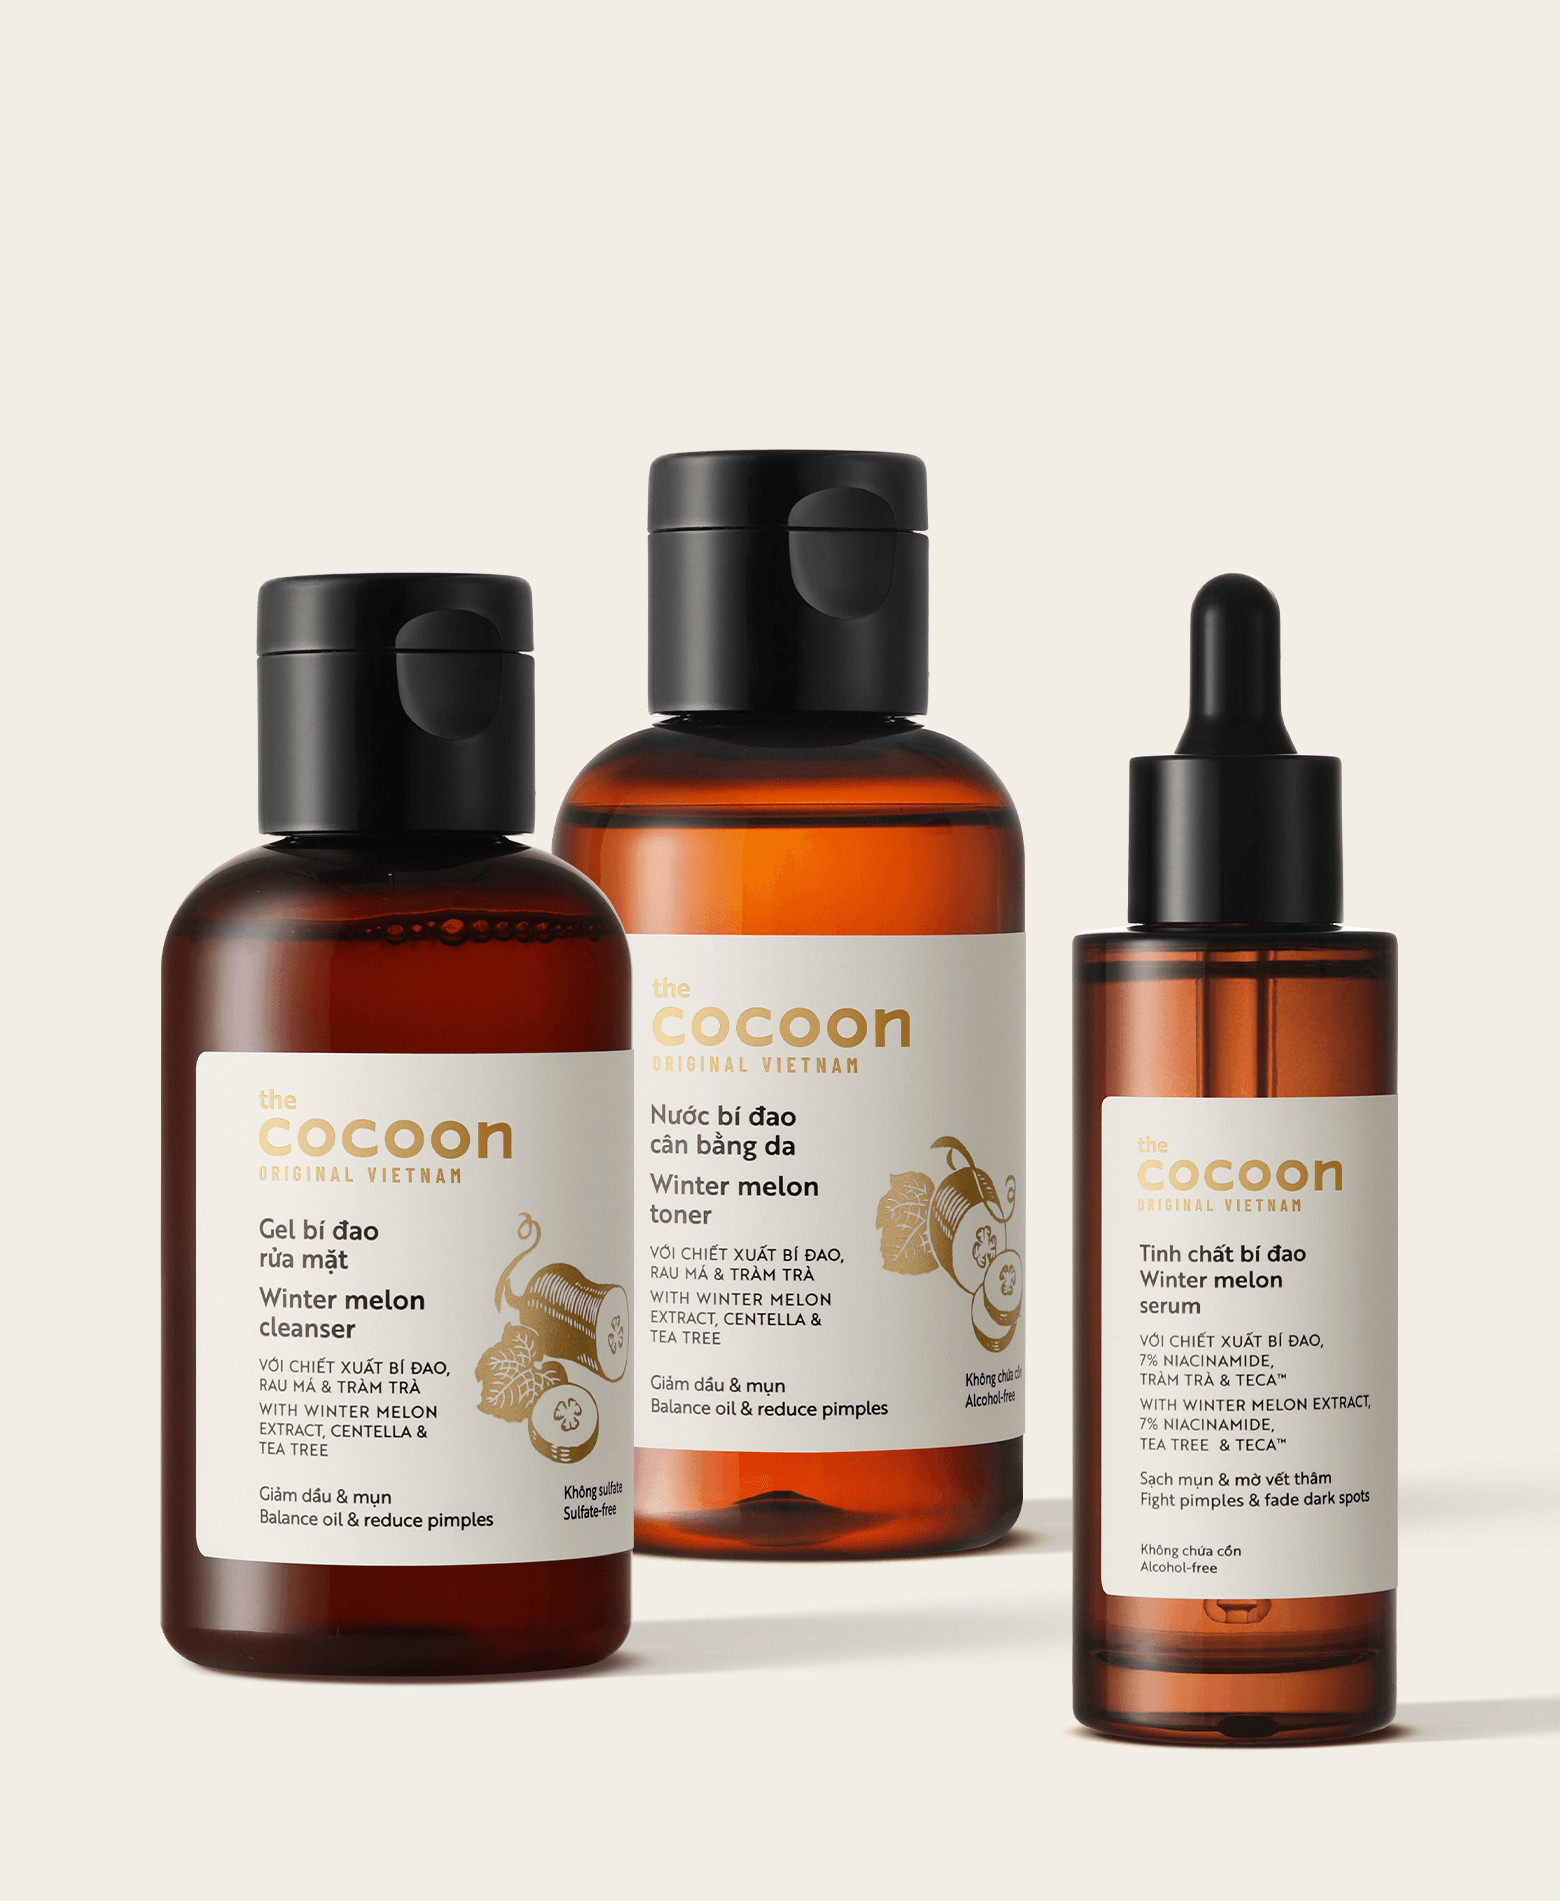 the
cocoon
ORIGINAL VIETNAM
Gel bí đao
rửa mặt
Winter melon
cleanser
VỚI CHIẾT XUẤT BÍ ĐAO,
RAU MÁ & TRÀM TRÀ
WITH WINTER MELON
EXTRACT, CENTELLA &
TEA TREE
Giảm dầu & mụn
Balance oil & reduce pimples
Không sulfate
Sulfate-free
the
cocoon
ORIGINAL VIETNAM
Nước bí đao
cân bằng da
Winter melon
toner
VỚI CHIẾT XUẤT BÍ ĐAO,
RAU MÁ & TRÀM TRÀ
WITH WINTER MELON
EXTRACT, CENTELLA &
TEA TREE
Giảm dầu & mụn
Balance oil & reduce pimples
Không chứa cồn
Alcohol-free
the
cocoon
ORIGINAL VIETNAM
Tinh chất bí đao
Winter melon
serum
VỚI CHIẾT XUẤT BÍ ĐAO,
7% NIACINAMIDE,
TRÀM TRÀ & TECA™
WITH WINTER MELON EXTRACT,
7% NIACINAMIDE,
TEA TREE & TECA™
Sạch mụn & mờ vết thâm
Fight pimples & fade dark spots
Không chứa cồn
Alcohol-free